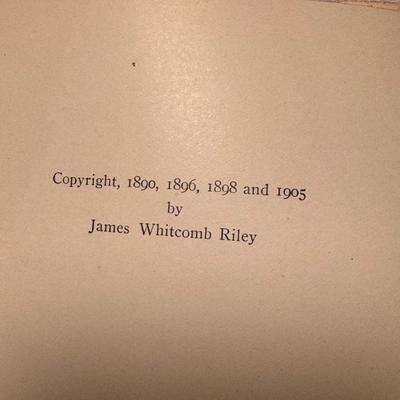 Copyright, 1890, 1896, 1898 and 1905
by
James Whitcomb Riley